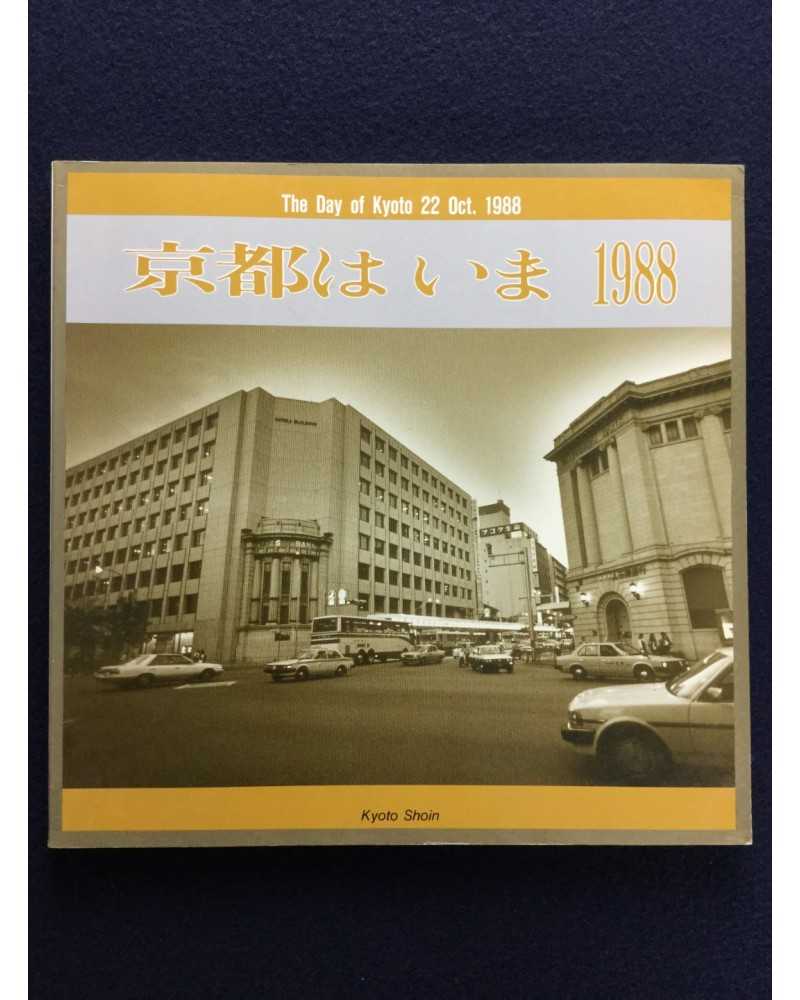 The Day of Kyoto 22 Oct. 1988
京都は いま 1988
Kyoto Shoin